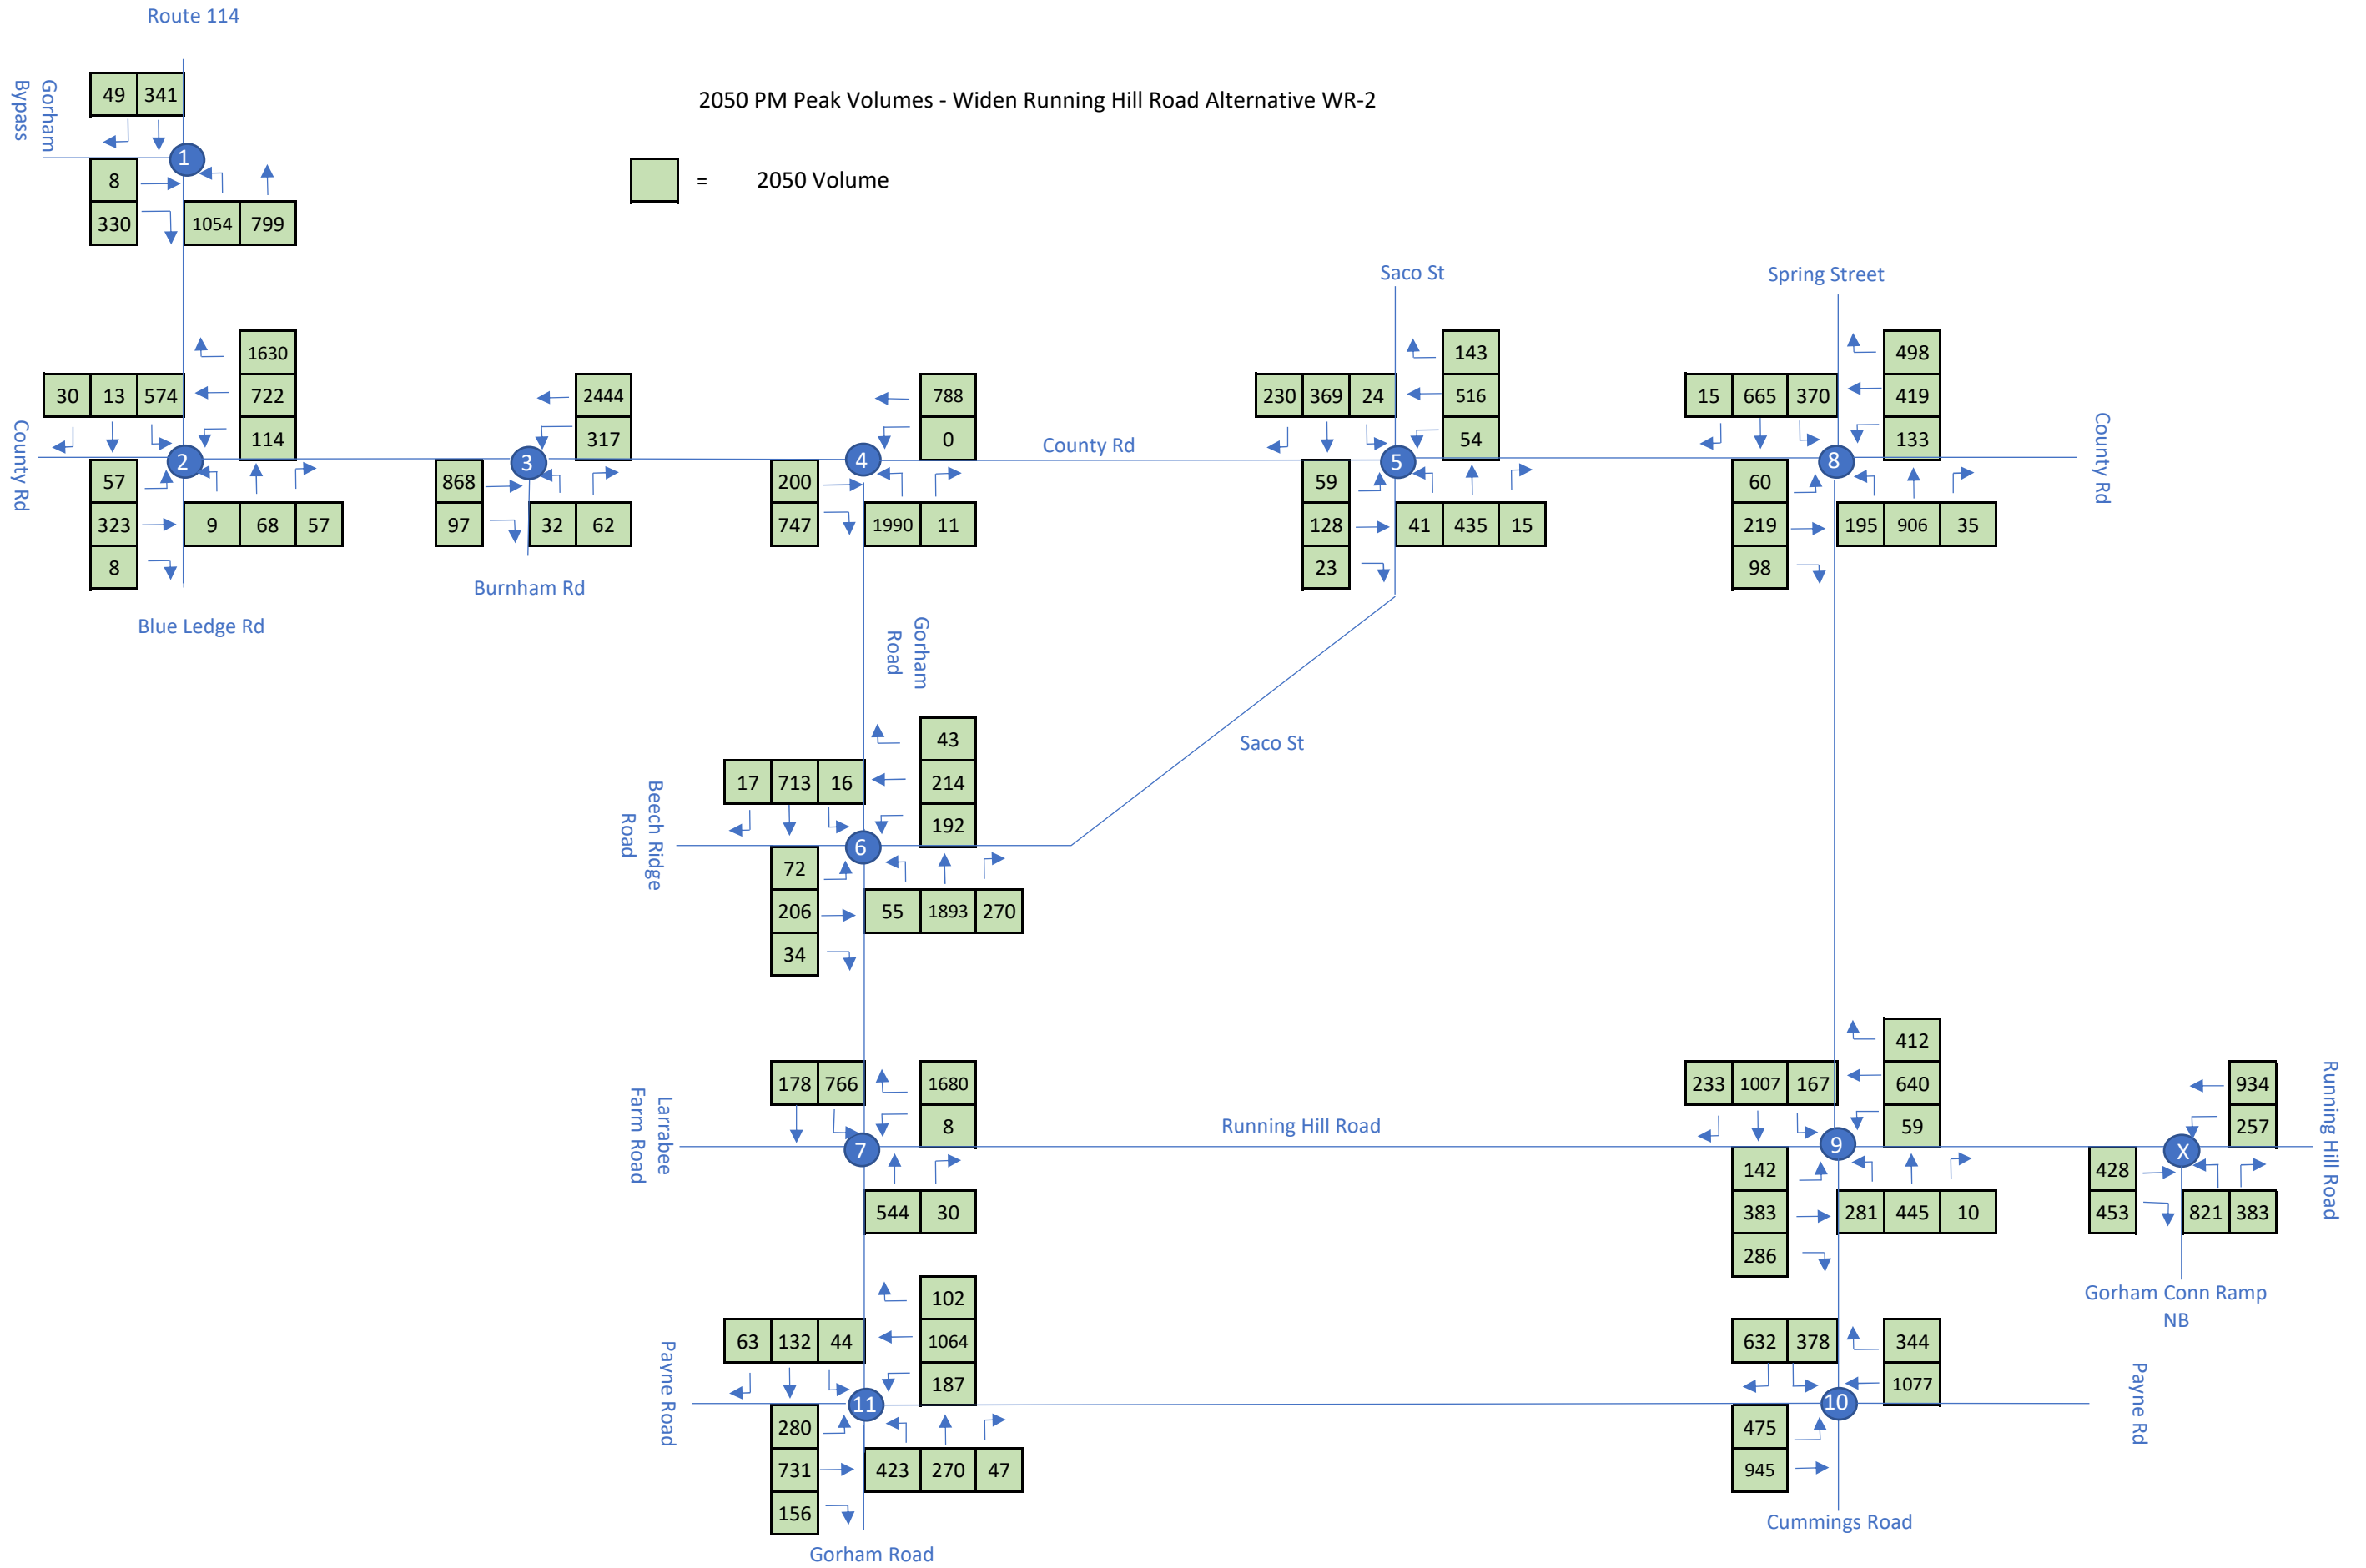 Route 114
Gorham
Bypass
49 341
2050 PM Peak Volumes - Widen Running Hill Road Alternative WR-2
1
8
330
1054 799
= 2050 Volume
Saco St
Spring Street
1630
722
114
30 13 574
County Rd
2
57
323
8
9 68 57
Blue Ledge Rd
2444
317
3
868
97
32 62
Burnham Rd
788
0
4
200
747
1990 11
County Rd
143
516
54
230 369 24
5
59
128
23
41 435 15
498
419
133
15 665 370
8
60
219
98
195 906 35
County Rd
Gorham
Road
Saco St
43
214
192
17 713 16
Beech Ridge
Road
6
72
206
34
55 1893 270
178 766
1680
8
Larrabee
Farm Road
7
544 30
Running Hill Road
412
640
59
233 1007 167
9
142
383
286
281 445 10
934
257
X
428
453
821 383
Running Hill Road
Gorham Conn Ramp
NB
102
1064
187
63 132 44
Payne Road
11
280
731
156
423 270 47
Gorham Road
632 378
344
1077
10
475
945
Payne Rd
Cummings Road